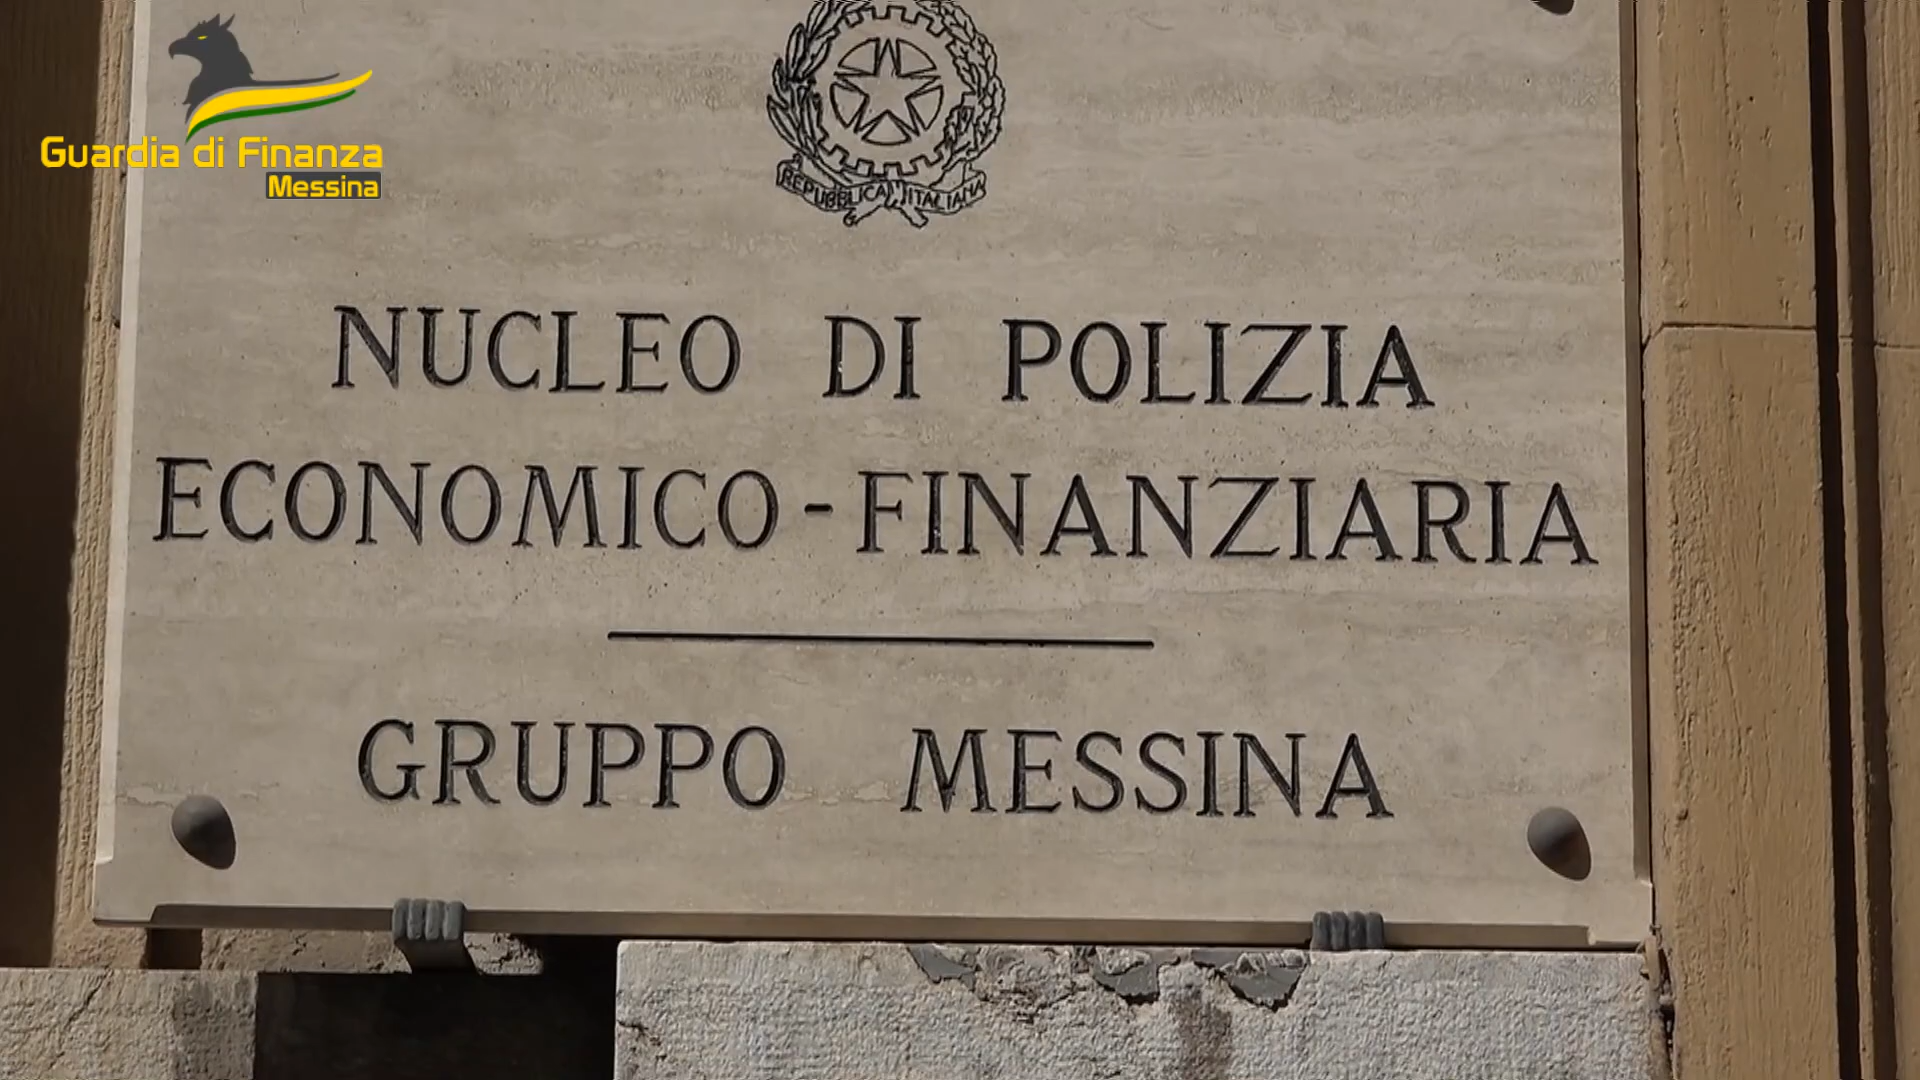 Guardia di Finanza
Messina
REPUBBLICA ITALIANA
NUCLEO DI POLIZIA
ECONOMICO-FINANZIARIA
GRUPPO MESSINA